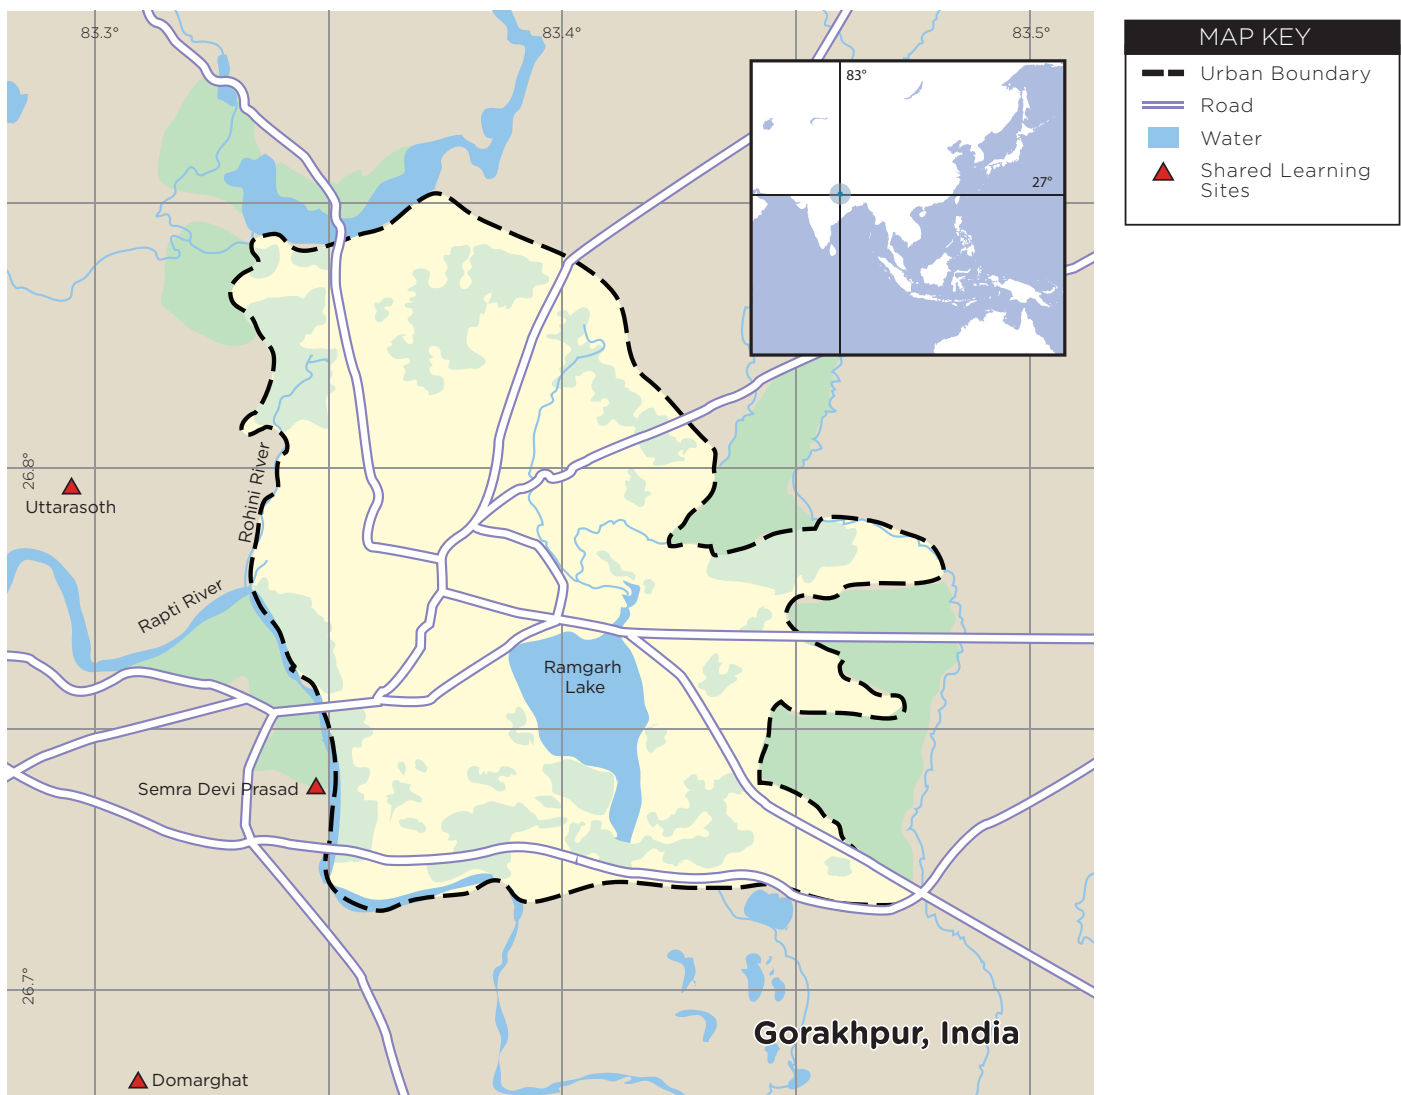 83.3°
83.4°
83.5°
83°
27°
26.8°
Rohini River
Uttarasoth
Rapti River
Ramgarh
Lake
Semra Devi Prasad
26.7°
Gorakhpur, India
Domarghat
MAP KEY
Urban Boundary
Road
Water
Shared Learning
Sites